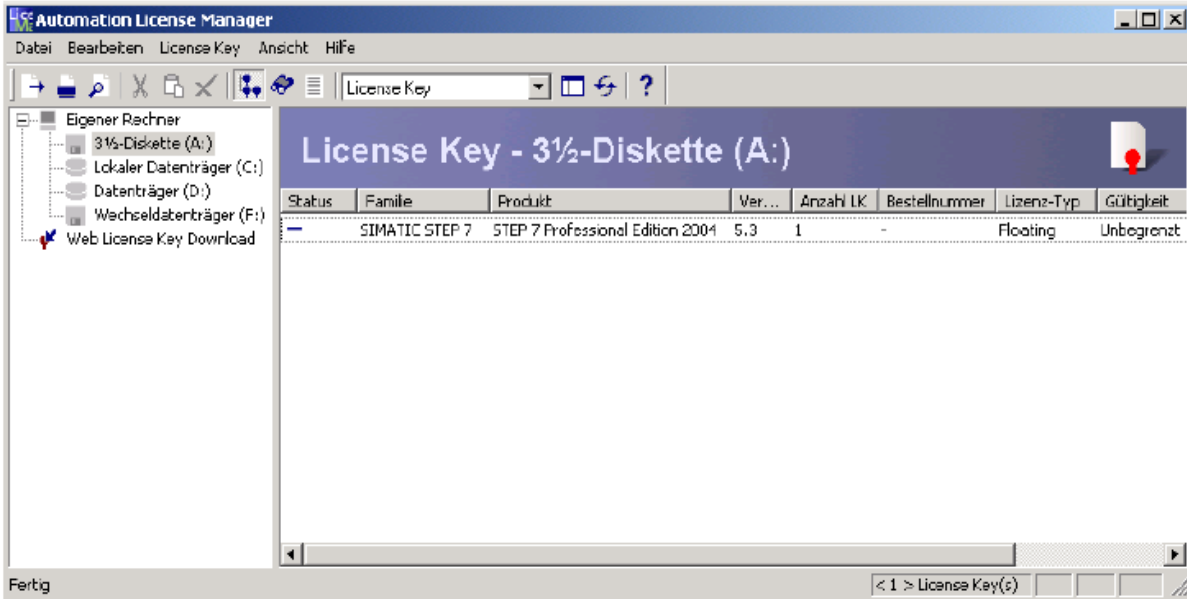 Automation License Manager
Datei Bearbeiten License Key Ansicht Hilfe
License Key
Eigener Rechner
3½-Diskette (A:)
Lokaler Datenträger (C:)
Datenträger (D:)
Wechseldatenträger (F:)
Web License Key Download
License Key - 3½-Diskette (A:)
Status Familie Produkt Ver... Anzahl LK Bestellnummer Lizenz-Typ Gültigkeit
SIMATIC STEP 7 STEP 7 Professional Edition 2004 5.3 1 - Floating Unbegrenzt
Fertig < 1 > License Key(s)